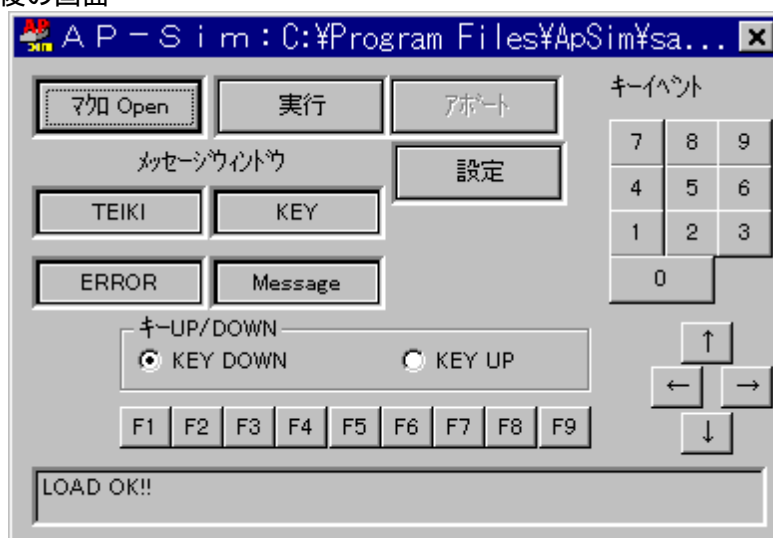 後の画面
AP-Sim:C:¥Program Files¥ApSim¥sa...
マクロ Open
実行
アボート
キーイベント
メッセージウィンドウ
設定
7 8 9
4 5 6
1 2 3
0
TEIKI
KEY
ERROR
Message
キーUP/DOWN
KEY DOWN
KEY UP
↑
← →
↓
F1 F2 F3 F4 F5 F6 F7 F8 F9
LOAD OK!!